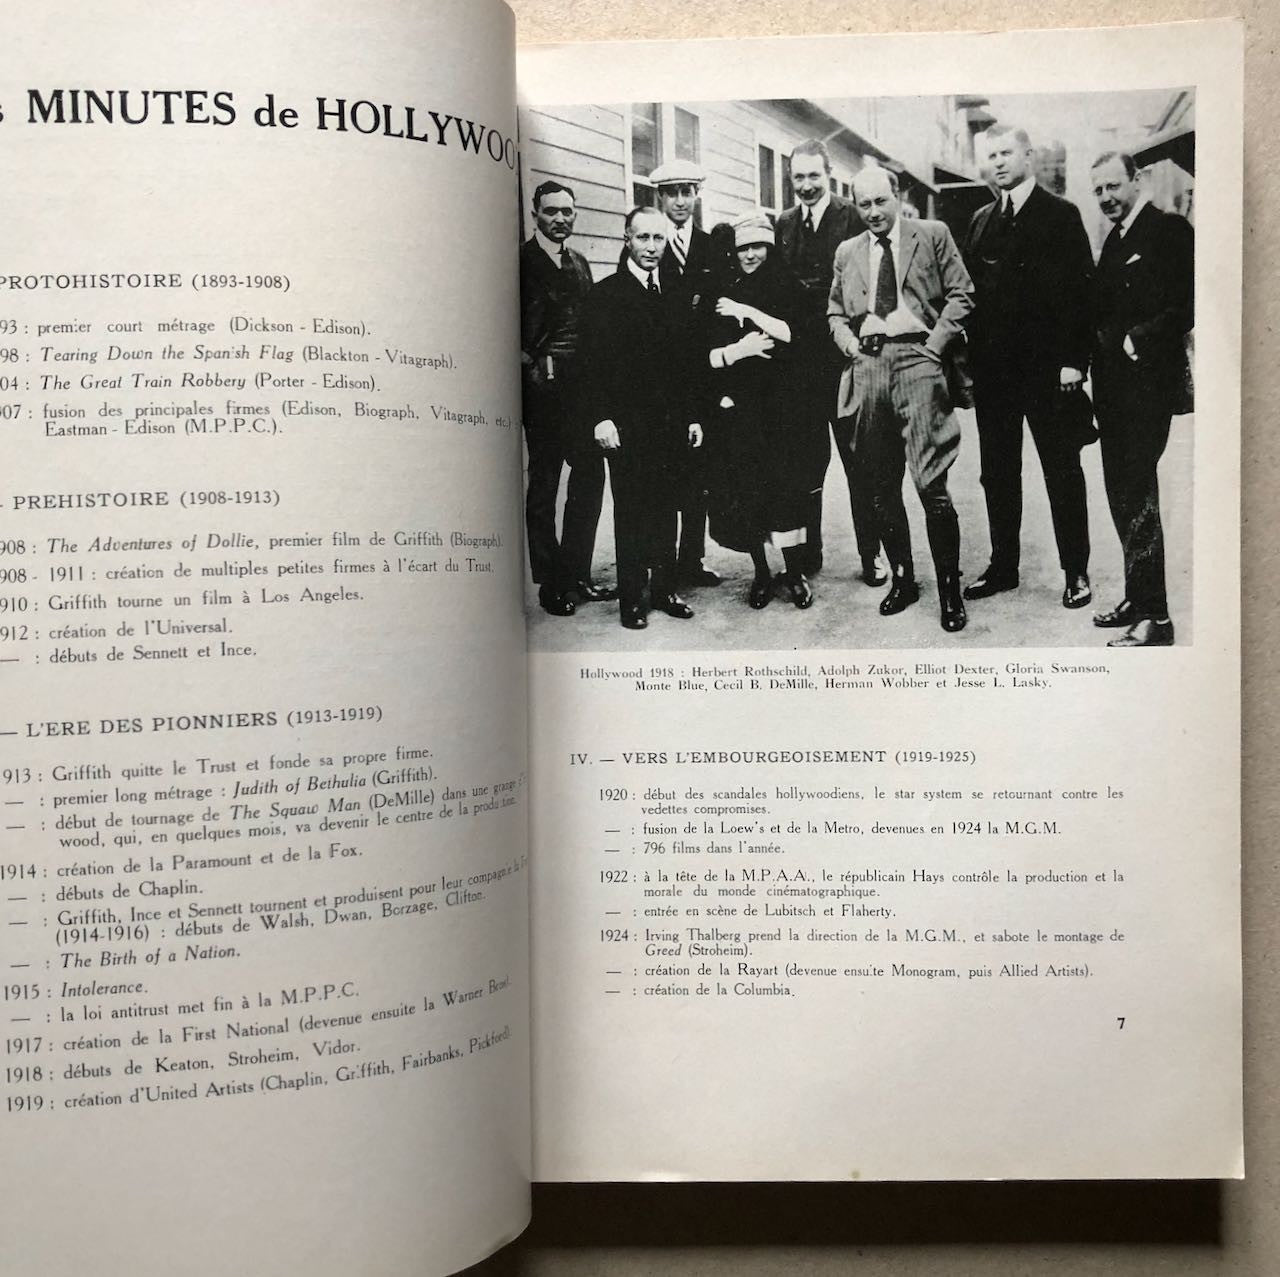 MINUTES de HOLLYWOO
PROTOHISTOIRE (1893-1908)
93 : premier court métrage (Dickson - Edison).
98 : Tearing Down the Spanish Flag (Blackton - Vitagraph).
04 : The Great Train Robbery (Porter - Edison).
907 : fusion des principales firmes (Edison, Biograph, Vitagraph, etc.)
Eastman - Edison (M.P.P.C.).
- PREHISTOIRE (1908-1913)
908 : The Adventures of Dollie, premier film de Griffith (Biograph).
908 - 1911 : création de multiples petites firmes à l'écart du Trust.
910 : Griffith tourne un film à Los Angeles.
912 : création de l'Universal.
— : débuts de Sennett et Ince.
— L'ERE DES PIONNIERS (1913-1919)
913 : Griffith quitte le Trust et fonde sa propre firme.
— : premier long métrage : Judith of Bethulia (Griffith).
— : début de tournage de The Squaw Man (DeMille) dans une grange
wood, qui, en quelques mois, va devenir le centre de la production.
1914 : création de la Paramount et de la Fox.
— : débuts de Chaplin.
— : Griffith, Ince et Sennett tournent et produisent pour leur compagnie la
(1914-1916) : débuts de Walsh, Dwan, Borzage, Clifton.
— : The Birth of a Nation.
1915 : Intolerance.
— : la loi antitrust met fin à la M.P.P.C.
1917 : création de la First National (devenue ensuite la Warner Bros).
1918 : débuts de Keaton, Stroheim, Vidor.
1919 : création d'United Artists (Chaplin, Griffith, Fairbanks, Pickford).
Hollywood 1918 : Herbert Rothschild, Adolph Zukor, Elliot Dexter, Gloria Swanson,
Monte Blue, Cecil B. DeMille, Herman Wobber et Jesse L. Lasky.
IV. — VERS L'EMBOURGEOISEMENT (1919-1925)
1920 : début des scandales hollywoodiens, le star system se retournant contre les
vedettes compromises.
— : fusion de la Loew's et de la Metro, devenues en 1924 la M.G.M.
— : 796 films dans l'année.
1922 : à la tête de la M.P.A.A., le républicain Hays contrôle la production et la
morale du monde cinématographique.
— : entrée en scène de Lubitsch et Flaherty.
1924 : Irving Thalberg prend la direction de la M.G.M., et sabote le montage de
Greed (Stroheim).
— : création de la Rayart (devenue ensuite Monogram, puis Allied Artists).
— : création de la Columbia.
7